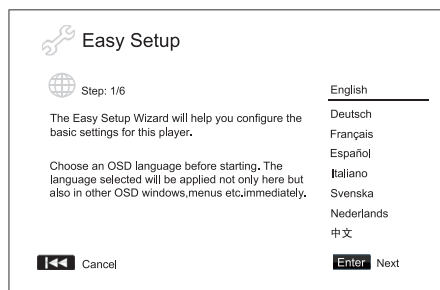 Easy Setup
Step: 1/6
The Easy Setup Wizard will help you configure the
basic settings for this player.
Choose an OSD language before starting. The
language selected will be applied not only here but
also in other OSD windows,menus etc.immediately.
English
Deutsch
Français
Español
Italiano
Svenska
Nederlands
中文
Cancel
Enter Next